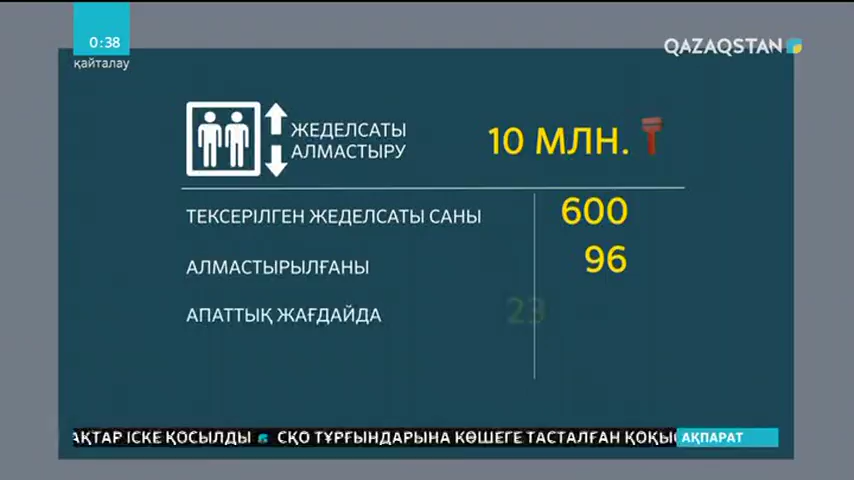 0:38
қайталау
QAZAQSTAN
ЖЕДЕЛСАТЫ
АЛМАСТЫРУ
10 МЛН. ₸
ТЕКСЕРІЛГЕН ЖЕДЕЛСАТЫ САНЫ 600
АЛМАСТЫРЫЛҒАНЫ 96
АПАТТЫҚ ЖАҒДАЙДА 23
АҚТАР ІСКЕ ҚОСЫЛДЫ СҚО ТҰРҒЫНДАРЫНА КӨШЕГЕ ТАСТАЛҒАН ҚОҚЫС АҚПАРАТ